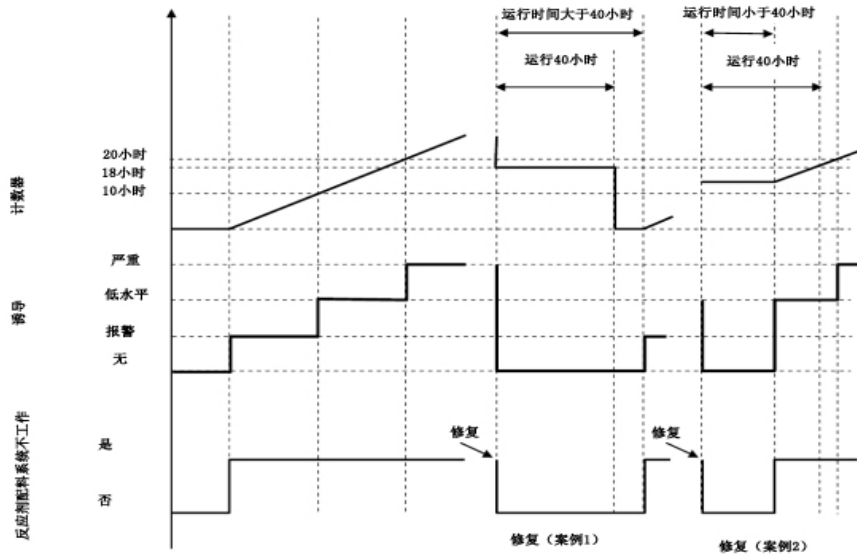 运行时间大于40小时
运行时间小于40小时
运行40小时
运行40小时
20小时
18小时
10小时
计数器
严重
低水平
诱导
报警
无
反应剂配料系统不工作
是
修复
修复
否
修复（案例1）
修复（案例2）